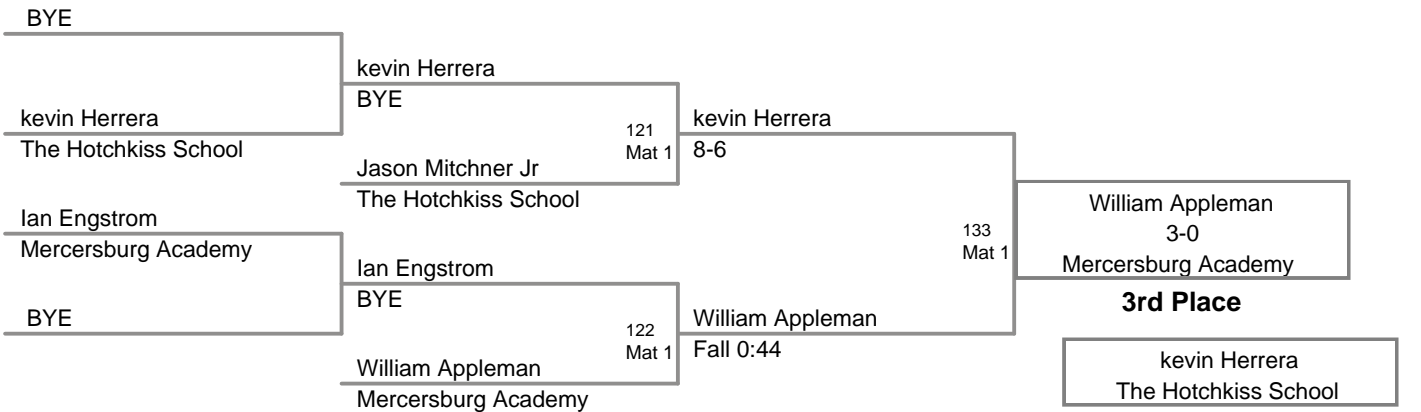 BYE
kevin Herrera
The Hotchkiss School
Ian Engstrom
Mercersburg Academy
BYE
kevin Herrera
BYE
121
Mat 1
Jason Mitchner Jr
The Hotchkiss School
Ian Engstrom
BYE
122
Mat 1
William Appleman
Mercersburg Academy
kevin Herrera
8-6
William Appleman
Fall 0:44
133
Mat 1
William Appleman
3-0
Mercersburg Academy
3rd Place
kevin Herrera
The Hotchkiss School